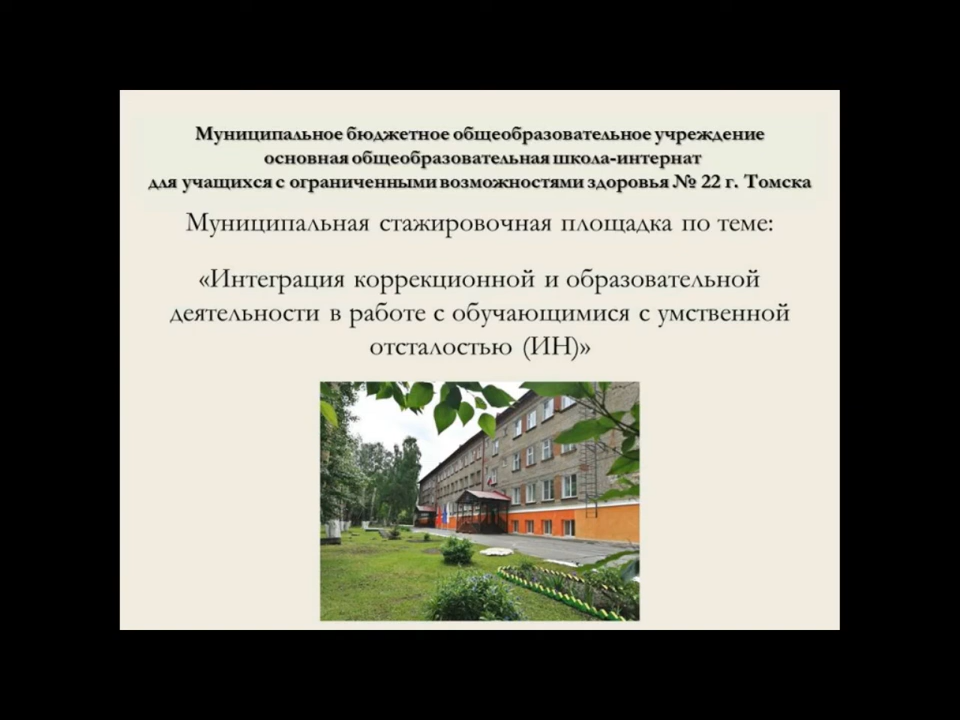 Муниципальное бюджетное общеобразовательное учреждение
основная общеобразовательная школа-интернат
для учащихся с ограниченными возможностями здоровья № 22 г. Томска
Муниципальная стажировочная площадка по теме:
«Интеграция коррекционной и образовательной
деятельности в работе с обучающимися с умственной
отсталостью (ИН)»